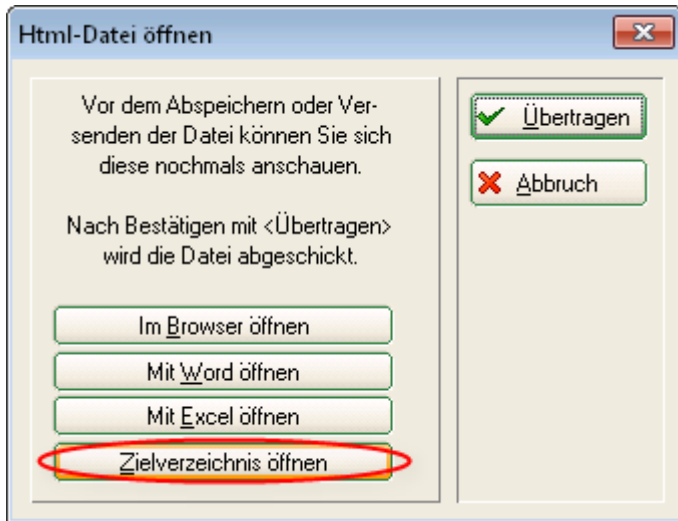 Html-Datei öffnen
Vor dem Abspeichern oder Ver-
senden der Datei können Sie sich
diese nochmals anschauen.
Nach Bestätigen mit <Übertragen>
wird die Datei abgeschickt.
Im Browser öffnen
Mit Word öffnen
Mit Excel öffnen
Zielverzeichnis öffnen
Übertragen
Abbruch